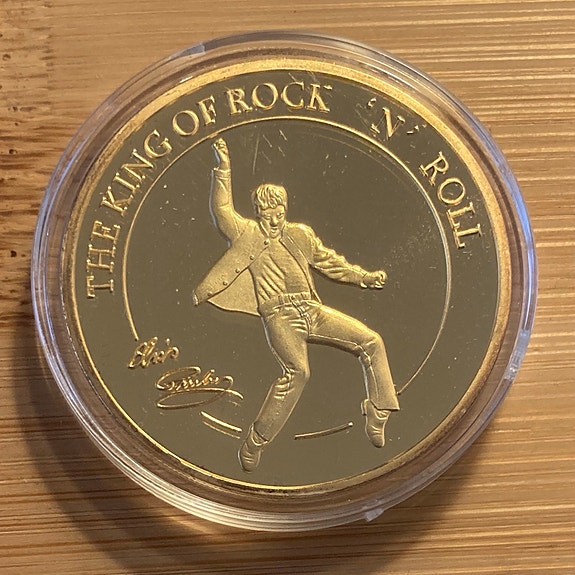 THE KING OF ROCK 'N' ROLL
Elvis
Presley